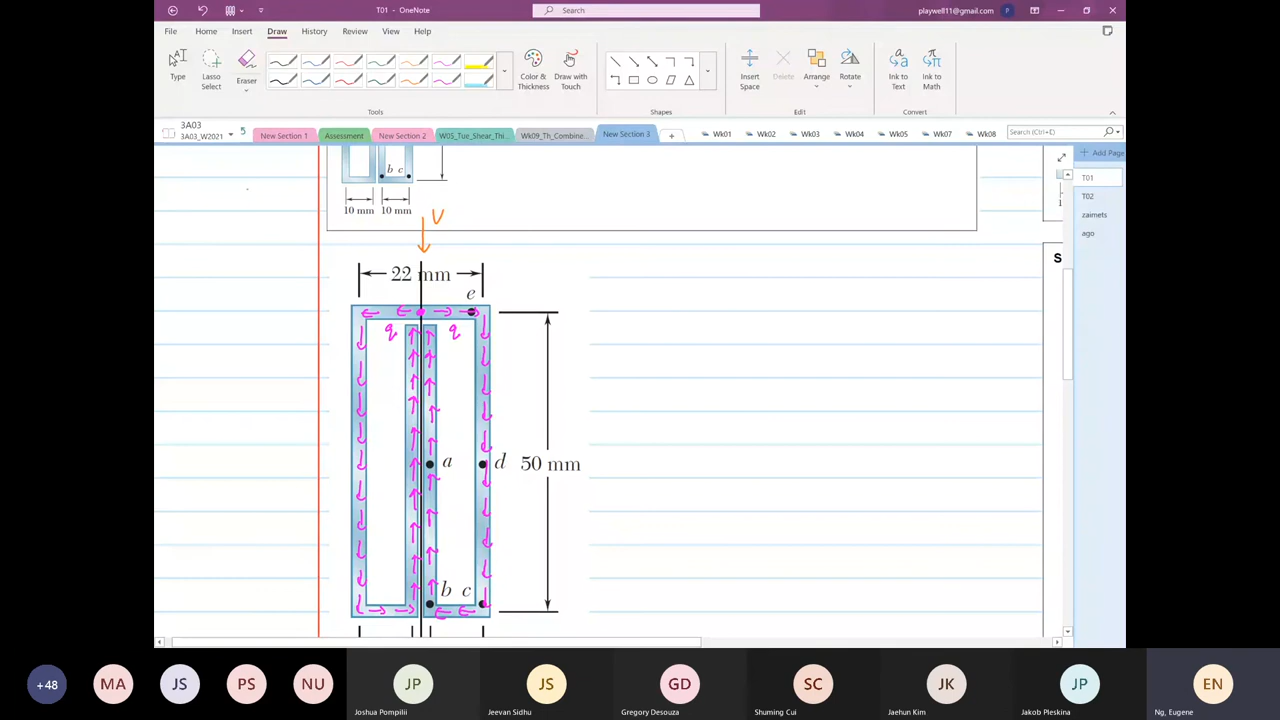 T01 - OneNote
Search
playwell11@gmail.com
P
File Home Insert Draw History Review View Help
Type
Lasso Select
Eraser
Color & Thickness
Draw with Touch
Insert Space
Delete
Arrange
Rotate
Ink to Text
Ink to Math
Tools
Shapes
Edit
Convert
3A03
3A03_W2021
5
New Section 1
Assessment
New Section 2
W05_Tue_Shear_Thi...
Wk09_Th_Combine...
New Section 3
Wk01
Wk02
Wk03
Wk04
Wk05
Wk07
Wk08
Search (Ctrl+E)
Add Page
T01
T02
zaimets
ago
b c
10 mm 10 mm
V
22 mm
e
q q
a
d
50 mm
b c
S
+48
MA
JS
PS
NU
JP
Joshua Pompilii
JS
Jeevan Sidhu
GD
Gregory Desouza
SC
Shuming Cui
JK
Jaehun Kim
JP
Jakob Pleskina
EN
Ng, Eugene